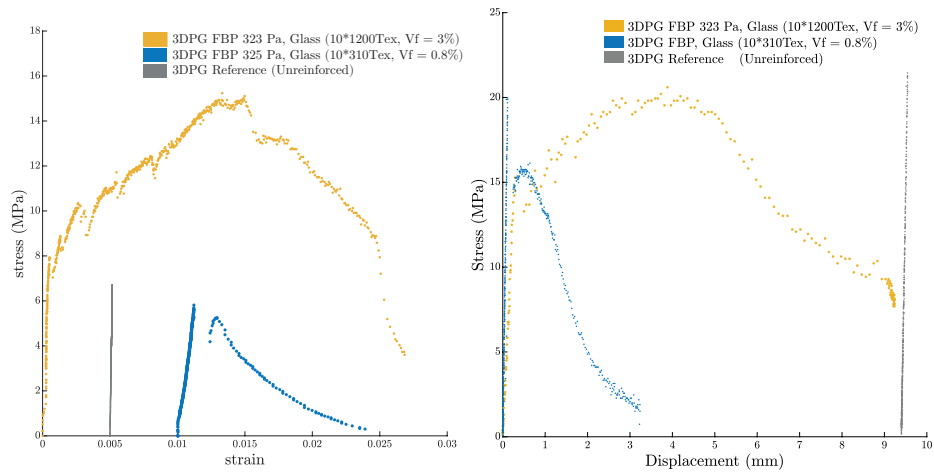 3DPG FBP 323 Pa, Glass (10*1200Tex, Vf = 3%)
3DPG FBP 325 Pa, Glass (10*310Tex, Vf = 0.8%)
3DPG Reference (Unreinforced)
18
16
14
12
10
8
6
4
2
0
stress (MPa)
0 0.005 0.01 0.015 0.02 0.025 0.03
strain
3DPG FBP 323 Pa, Glass (10*1200Tex, Vf = 3%)
3DPG FBP, Glass (10*310Tex, Vf = 0.8%)
3DPG Reference (Unreinforced)
25
20
15
10
5
0
Stress (MPa)
0 1 2 3 4 5 6 7 8 9 10
Displacement (mm)